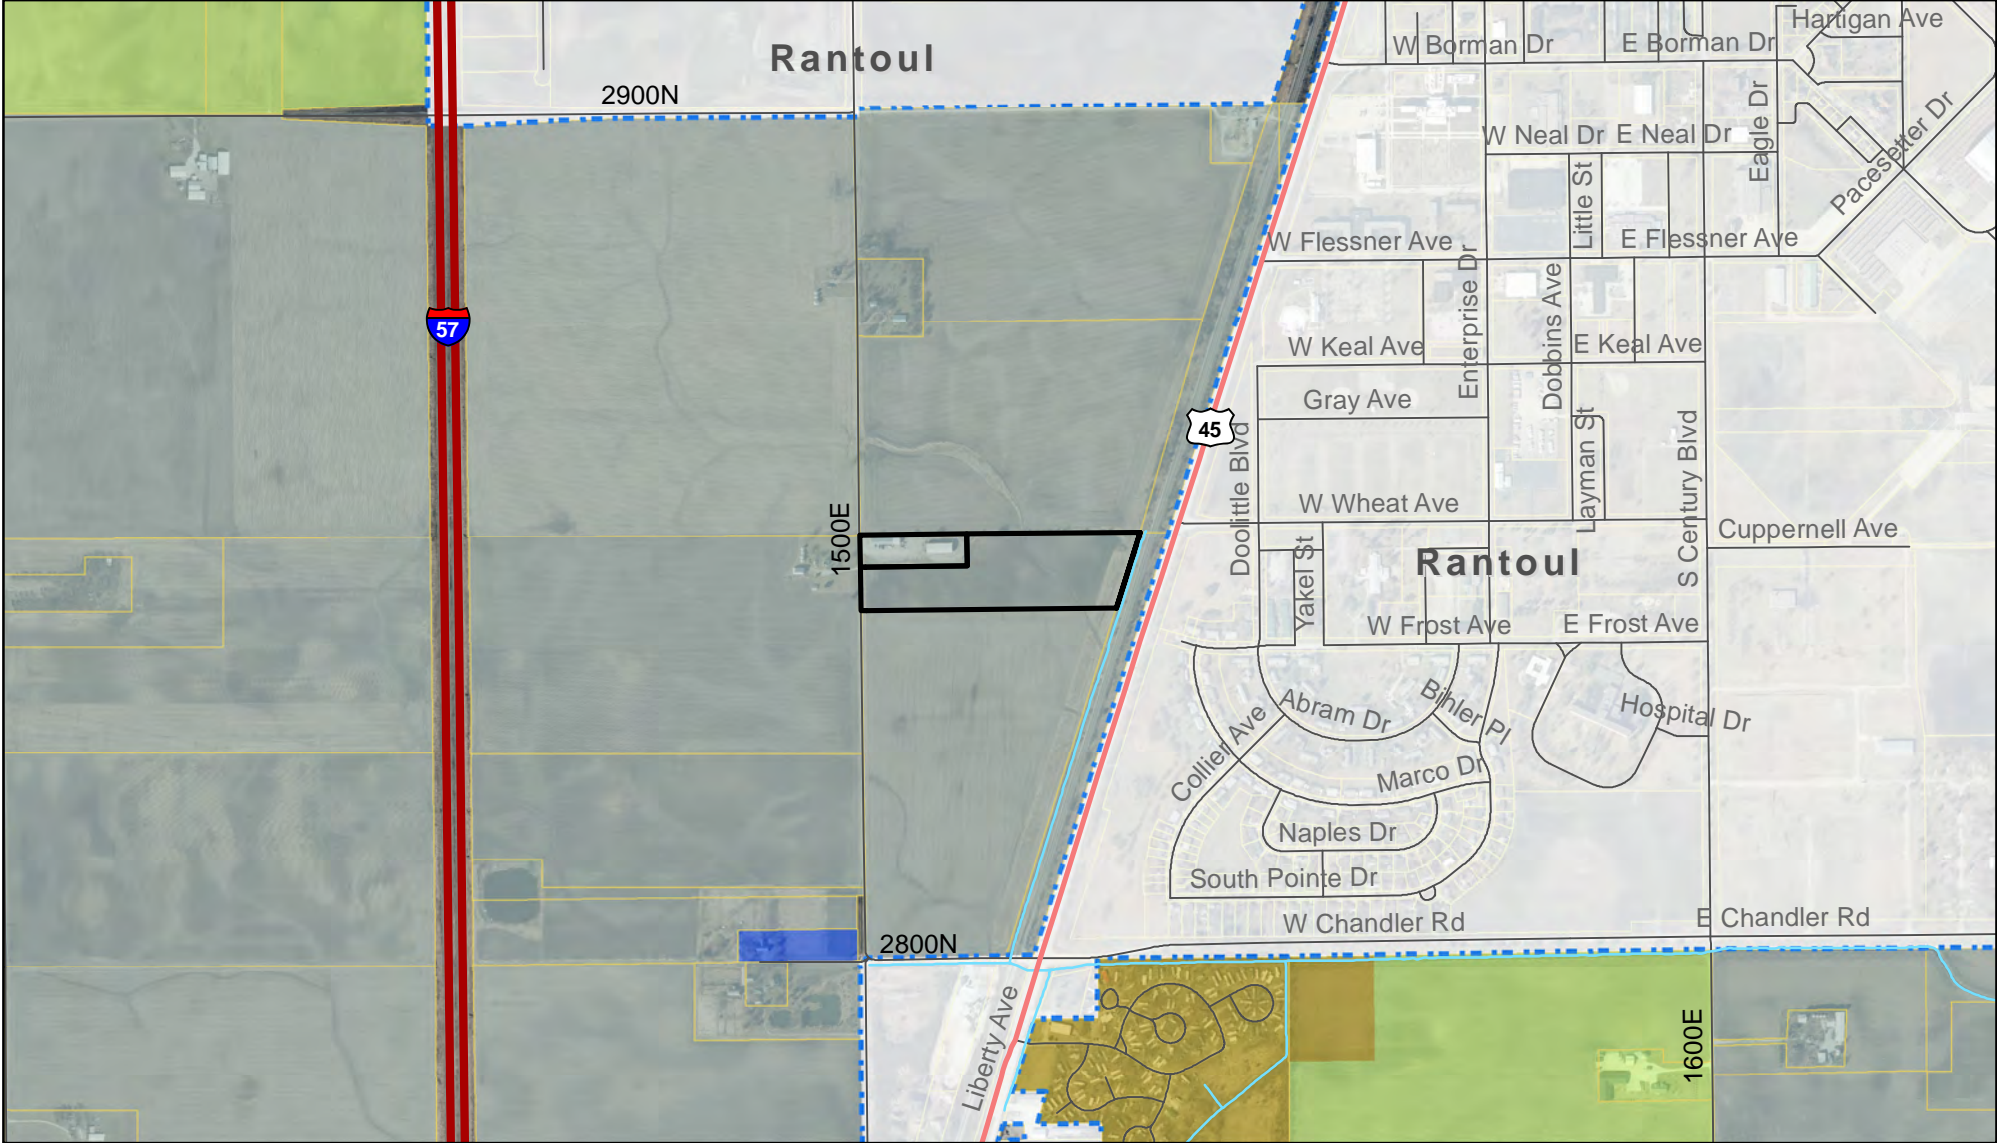 Hartigan Ave
W Borman Dr
E Borman Dr
Rantoul
2900N
Eagle Dr
Pacesetter Dr
W Neal Dr
E Neal Dr
Little St
W Flessner Ave
E Flessner Ave
Enterprise Dr
Dobbins Ave
57
W Keal Ave
E Keal Ave
Gray Ave
45
Doolittle Blvd
Layman St
S Century Blvd
W Wheat Ave
1500E
Cuppernell Ave
Yakel St
Rantoul
W Frost Ave
E Frost Ave
Abram Dr
Bihler Pl
Hospital Dr
Collier Ave
Marco Dr
Naples Dr
South Pointe Dr
W Chandler Rd
E Chandler Rd
2800N
Liberty Ave
1600E